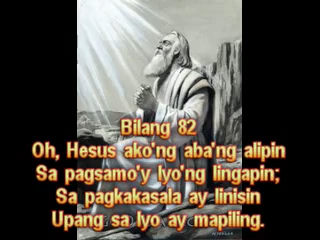 Bilang 82
Oh, Hesus ako'ng aba'ng alipin
Sa pagsamo'y Iyo'ng lingapin;
Sa pagkakasala ay linisin
Upang sa Iyo ay mapiling.